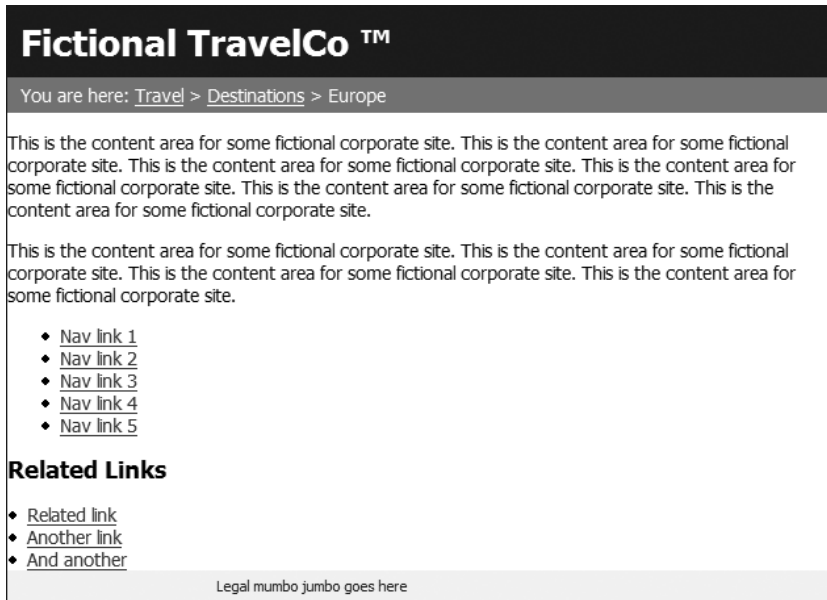 Fictional TravelCo ™
You are here: Travel > Destinations > Europe
This is the content area for some fictional corporate site. This is the content area for some fictional
corporate site. This is the content area for some fictional corporate site. This is the content area for
some fictional corporate site. This is the content area for some fictional corporate site. This is the
content area for some fictional corporate site.
This is the content area for some fictional corporate site. This is the content area for some fictional
corporate site. This is the content area for some fictional corporate site. This is the content area for
some fictional corporate site.
Nav link 1
Nav link 2
Nav link 3
Nav link 4
Nav link 5
Related Links
Related link
Another link
And another
Legal mumbo jumbo goes here